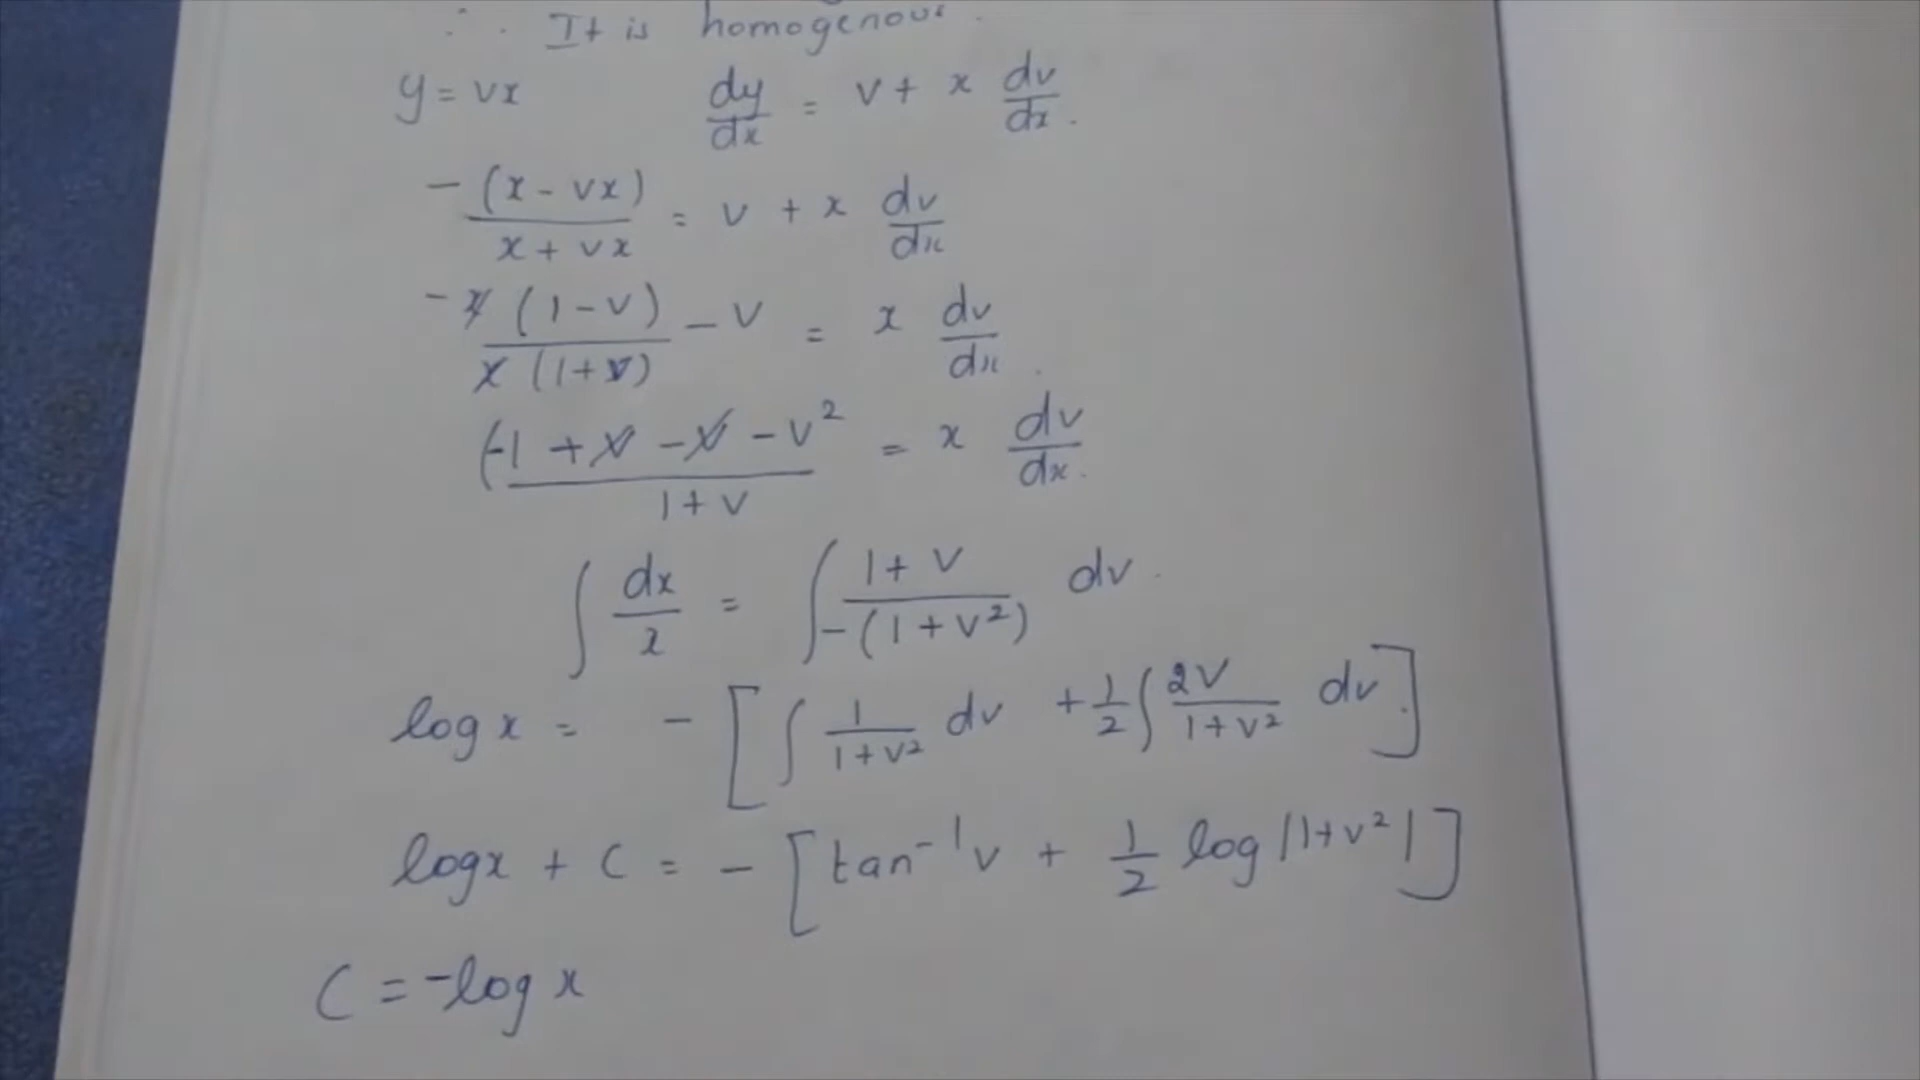 ∴ It is homogenous.
y = vx    dy/dx = v + x dv/dx.
-(x - vx)/(x + vx) = v + x dv/dx
-x(1-v)/x(1+v) - v = x dv/dx.
(-1 + v - v - v²)/(1 + v) = x dv/dx.
∫ dx/x = ∫ (1 + v)/-(1 + v²) dv.
log x = - [∫ 1/(1+v²) dv + 1/2 ∫ 2v/(1+v²) dv.]
log x + C = - [tan⁻¹v + 1/2 log |1+v²|]
C = -log x